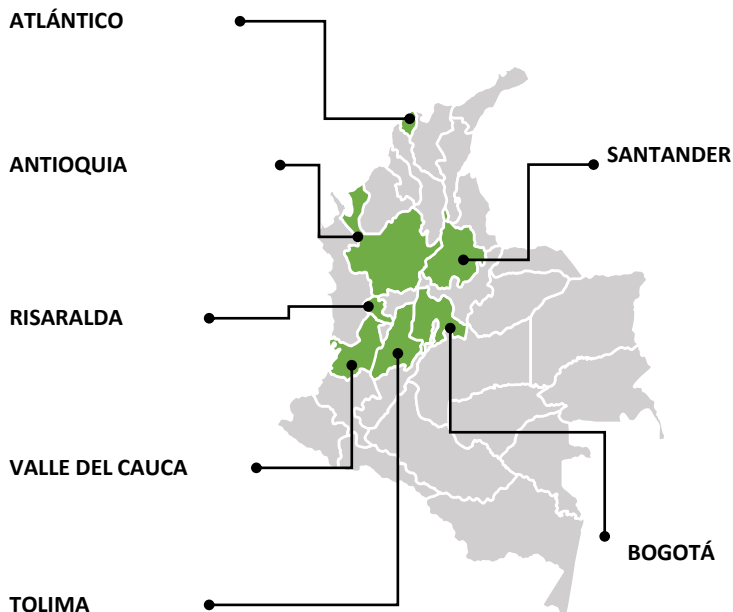 ATLÁNTICO
ANTIOQUIA
SANTANDER
RISARALDA
VALLE DEL CAUCA
BOGOTÁ
TOLIMA